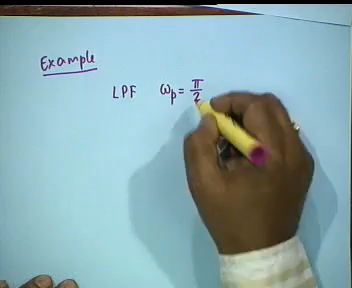 Example
LPF ωp = π/2